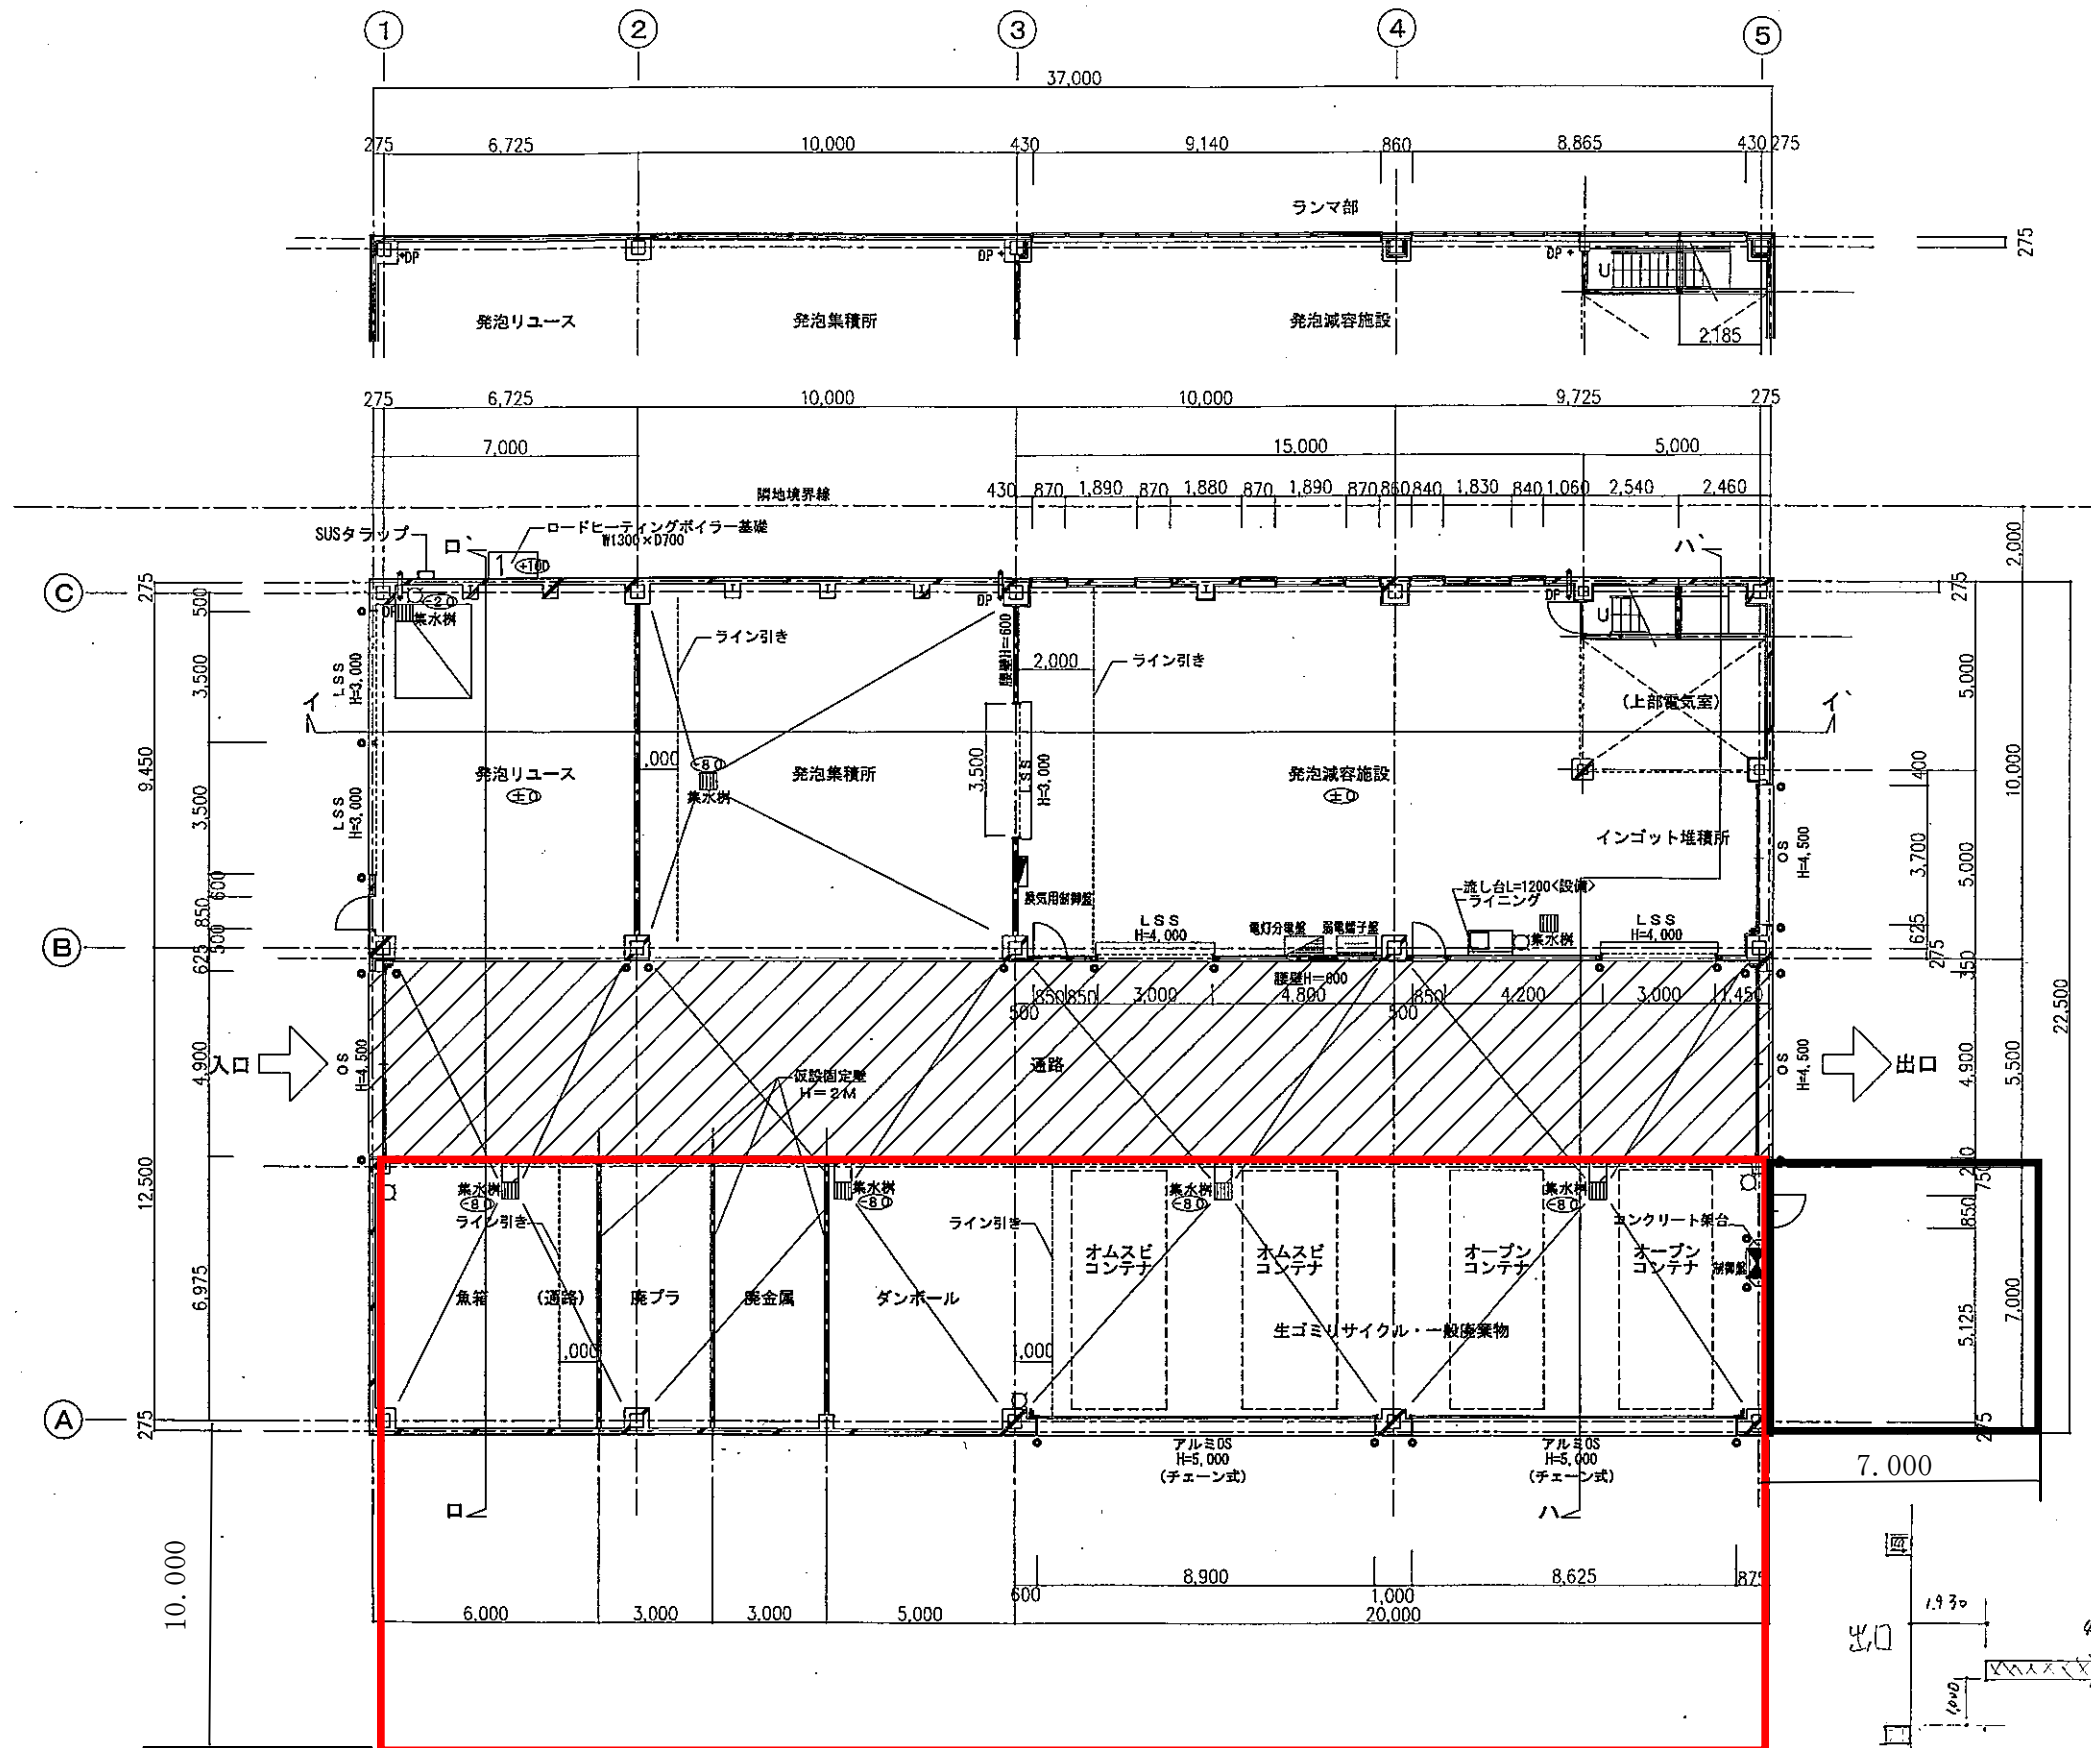 ① ② ③ ④ ⑤
37,000
275 6,725 10,000 430 9,140 860 8,865 430 275
ランマ部
275
DP DP DP U
発泡リユース 発泡集積所 発泡減容施設
2,185
275 6,725 10,000 10,000 9,725 275
7,000 15,000 5,000
隣地境界線
430 870 1,890 870 1,880 870 1,890 870 860 840 1,830 840 1,060 2,540 2,460
SUSタラップ
ロ`
ロードヒーティングボイラー基礎
W1300×D700
+100
ハ`
2,000
Ⓒ
275 500
275
-20
DP
集水桝
DP DP U
ライン引き
腰壁H=600
2,000
ライン引き
3,500
LSS
H=3,000
5,000
(上部電気室)
イ イ`
9,450
3,500
LSS
H=3,000
発泡リユース
±0
,000
-80
集水桝
発泡集積所
3,500
LSS
H=3,000
発泡減容施設
±0
400
10,000
インゴット堆積所
OS
H=4,500
3,700
5,000
600
850
500
換気用制御盤
流し台L=1200<設備>
ライニング
LSS
H=4,000
電灯分電盤 弱電端子盤
集水桝
LSS
H=4,000
625
275
Ⓑ
625
350
腰壁H=600
850 850 3,000 4,800 850 4,200 3,000 1,450
500 500
22,500
入口
4,900
OS
H=4,500
仮設固定壁
H=2M
通路
OS
H=4,500
出口
4,900
5,500
12,500
集水桝
-80
集水桝
-80
集水桝
-80
集水桝
-80
750
850
ライン引き
ライン引き
コンクリート架台
制御盤
オムスビ
コンテナ
オムスビ
コンテナ
オープン
コンテナ
オープン
コンテナ
6,975
魚箱 (通路) 廃プラ 廃金属 ダンボール
生ゴミリサイクル・一般廃棄物
5,125
7,000
,000 ,000
Ⓐ
275
275
アルミOS
H=5,000
(チェーン式)
アルミOS
H=5,000
(チェーン式)
7.000
ロ ハ
10.000
8,900 8,625
600 1,000 875
6,000 3,000 3,000 5,000 20,000
1.930
出口
1,000